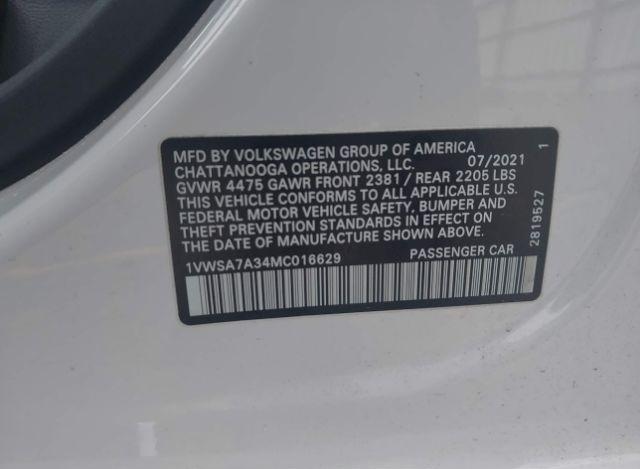 MFD BY VOLKSWAGEN GROUP OF AMERICA
CHATTANOOGA OPERATIONS, LLC. 07/2021 1
GVWR 4475 GAWR FRONT 2381 / REAR 2205 LBS
THIS VEHICLE CONFORMS TO ALL APPLICABLE U.S.
FEDERAL MOTOR VEHICLE SAFETY, BUMPER AND
THEFT PREVENTION STANDARDS IN EFFECT ON
THE DATE OF MANUFACTURE SHOWN ABOVE.
1VWSA7A34MC016629 PASSENGER CAR
2819527